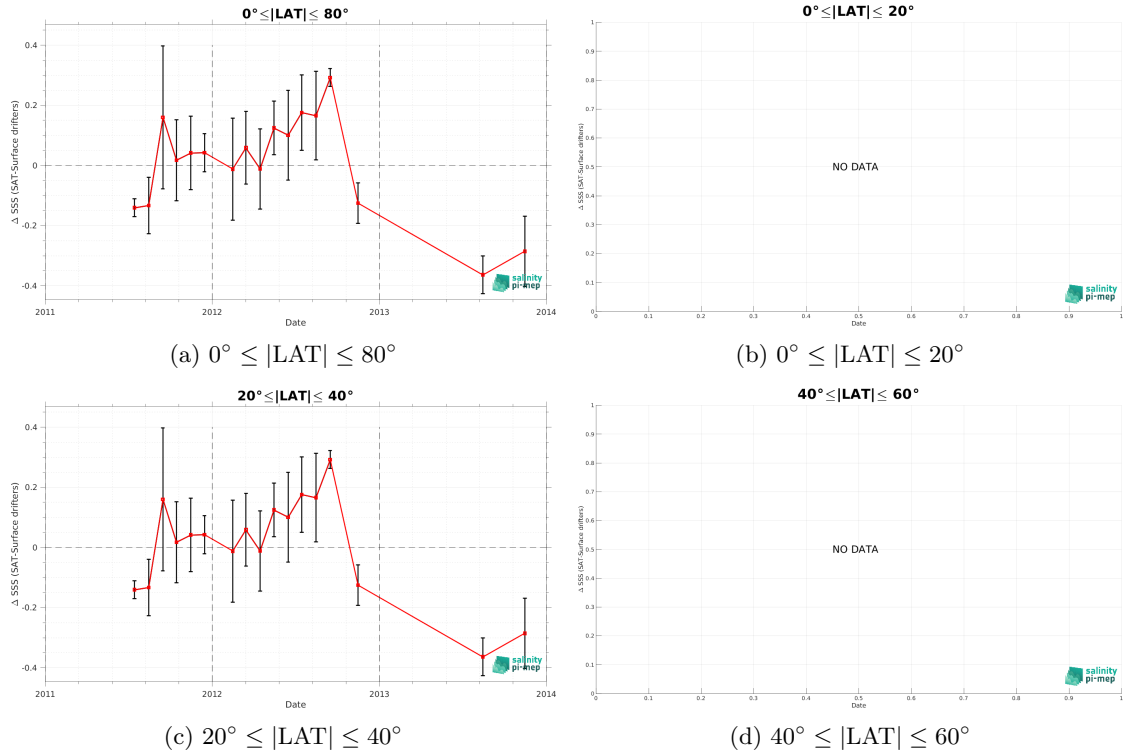 0°≤|LAT|≤ 80°
0.4
0.2
0
-0.2
-0.4
Δ SSS (SAT-Surface drifters)
2011
2012
2013
2014
Date
salinity
pi-mep
(a) 0° ≤ |LAT| ≤ 80°
0°≤|LAT|≤ 20°
1
0.9
0.8
0.7
0.6
0.5
0.4
0.3
0.2
0.1
0
Δ SSS (SAT-Surface drifters)
NO DATA
0
0.1
0.2
0.3
0.4
0.5
0.6
0.7
0.8
0.9
1
Date
salinity
pi-mep
(b) 0° ≤ |LAT| ≤ 20°
20°≤|LAT|≤ 40°
0.4
0.2
0
-0.2
-0.4
Δ SSS (SAT-Surface drifters)
2011
2012
2013
2014
Date
salinity
pi-mep
(c) 20° ≤ |LAT| ≤ 40°
40°≤|LAT|≤ 60°
1
0.9
0.8
0.7
0.6
0.5
0.4
0.3
0.2
0.1
0
Δ SSS (SAT-Surface drifters)
NO DATA
0
0.1
0.2
0.3
0.4
0.5
0.6
0.7
0.8
0.9
1
Date
salinity
pi-mep
(d) 40° ≤ |LAT| ≤ 60°